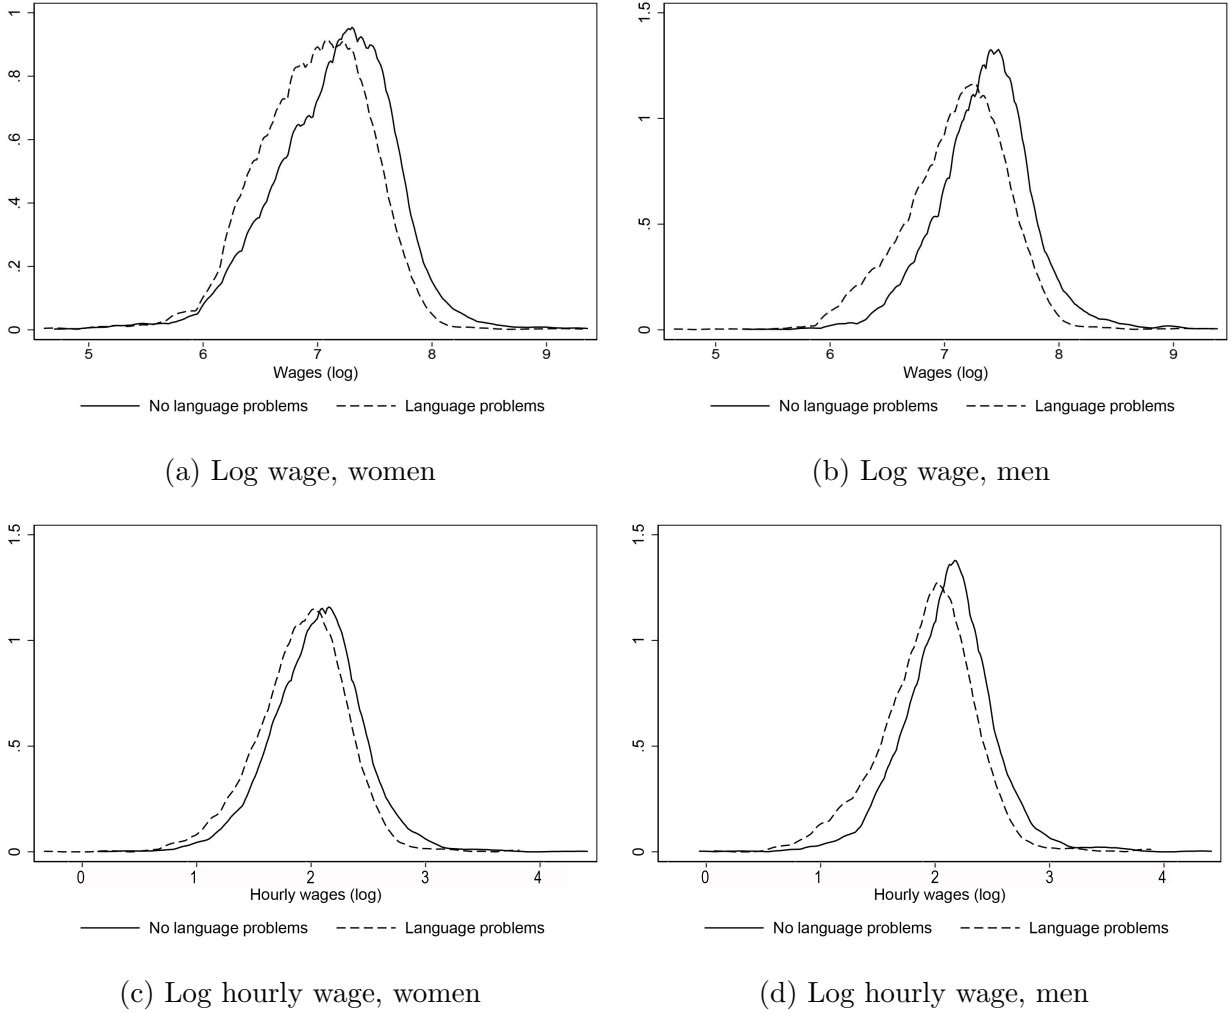 1
.8
.6
.4
.2
0
5 6 7 8 9
Wages (log)
No language problems Language problems
(a) Log wage, women
1.5
1
.5
0
5 6 7 8 9
Wages (log)
No language problems Language problems
(b) Log wage, men
1.5
1
.5
0
0 1 2 3 4
Hourly wages (log)
No language problems Language problems
(c) Log hourly wage, women
1.5
1
.5
0
0 1 2 3 4
Hourly wages (log)
No language problems Language problems
(d) Log hourly wage, men